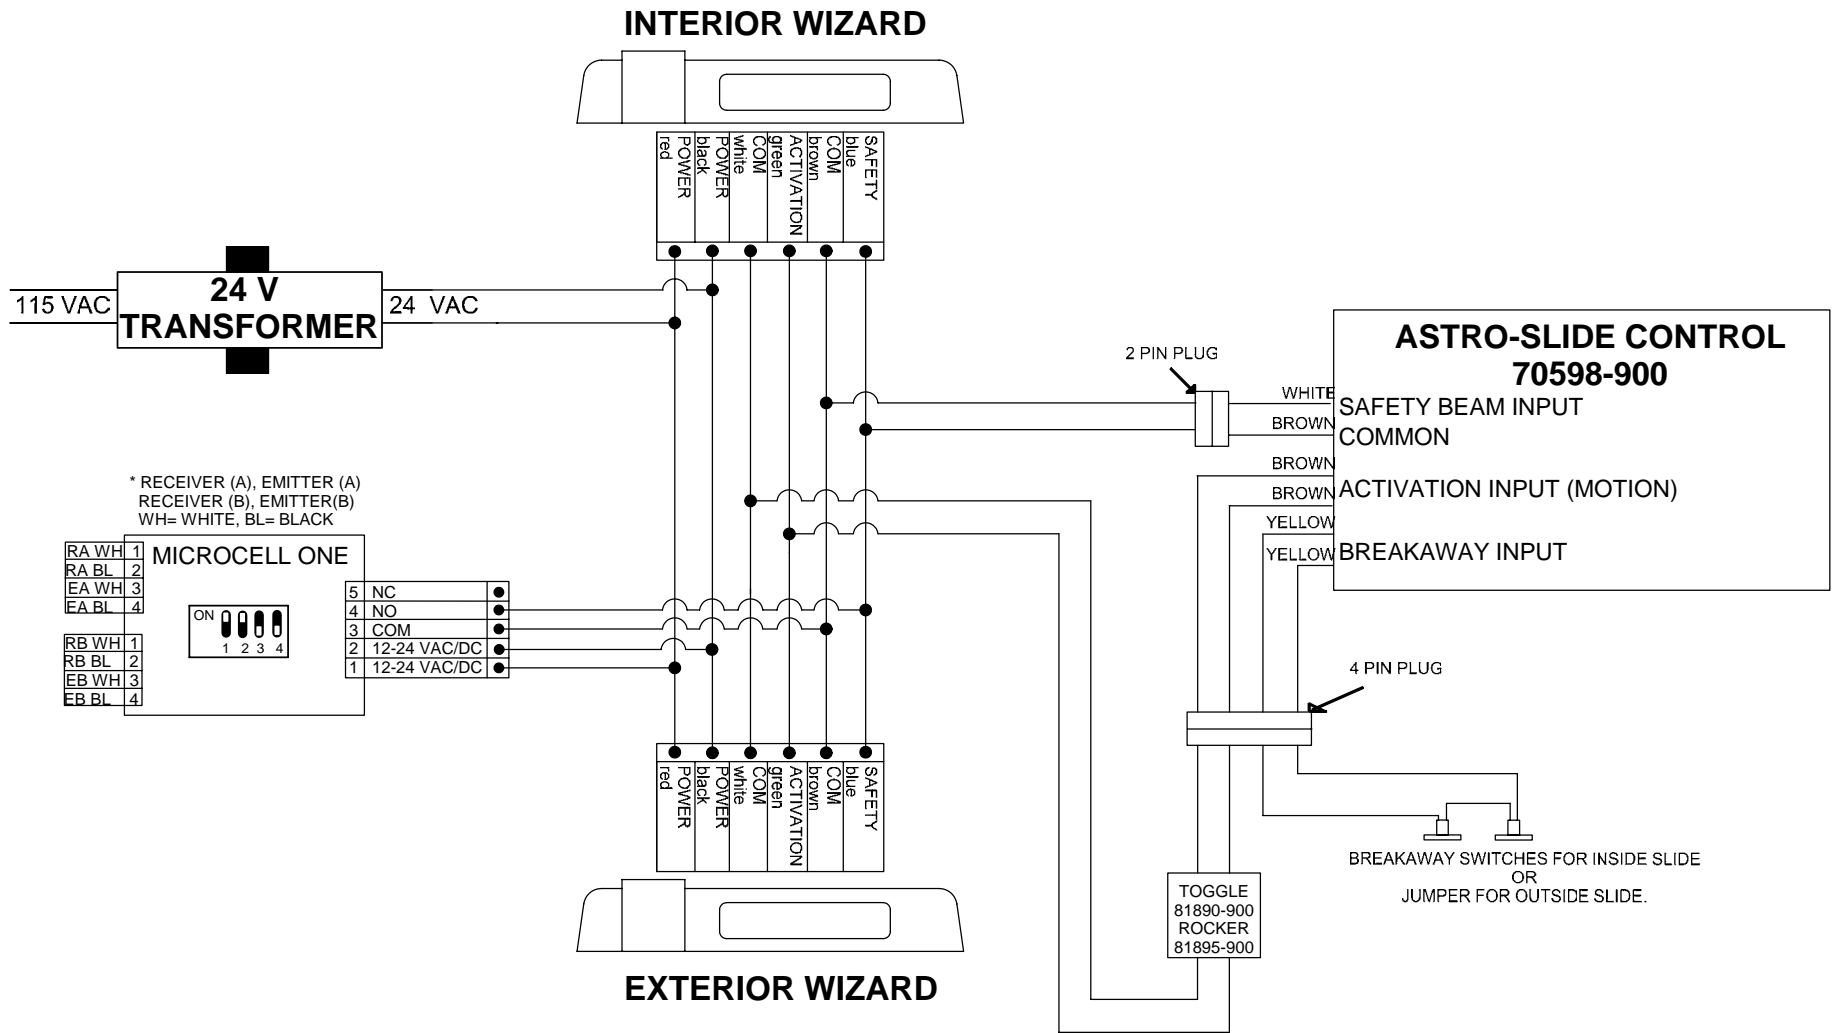 INTERIOR WIZARD
POWER
red
POWER
black
COM
white
ACTIVATION
green
COM
brown
SAFETY
blue
115 VAC
24 V
TRANSFORMER
24 VAC
2 PIN PLUG
ASTRO-SLIDE CONTROL
70598-900
WHITE
SAFETY BEAM INPUT
BROWN
COMMON
BROWN
ACTIVATION INPUT (MOTION)
BROWN
YELLOW
YELLOW
BREAKAWAY INPUT
* RECEIVER (A), EMITTER (A)
RECEIVER (B), EMITTER(B)
WH= WHITE, BL= BLACK
MICROCELL ONE
RA WH 1
RA BL 2
EA WH 3
EA BL 4
RB WH 1
RB BL 2
EB WH 3
EB BL 4
ON
1 2 3 4
5 NC
4 NO
3 COM
2 12-24 VAC/DC
1 12-24 VAC/DC
4 PIN PLUG
BREAKAWAY SWITCHES FOR INSIDE SLIDE
OR
JUMPER FOR OUTSIDE SLIDE.
TOGGLE
81890-900
ROCKER
81895-900
POWER
red
POWER
black
COM
white
ACTIVATION
green
COM
brown
SAFETY
blue
EXTERIOR WIZARD